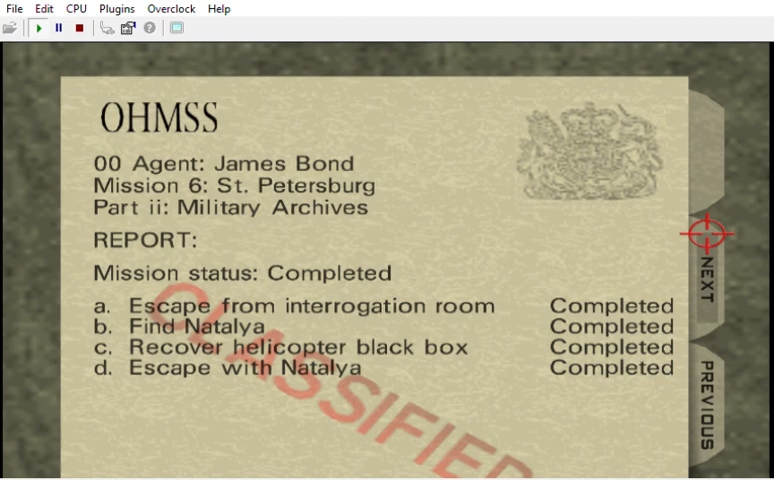 File Edit CPU Plugins Overclock Help
OHMSS
00 Agent: James Bond
Mission 6: St. Petersburg
Part ii: Military Archives
REPORT:
Mission status: Completed
a. Escape from interrogation room Completed
b. Find Natalya Completed
c. Recover helicopter black box Completed
d. Escape with Natalya Completed
CLASSIFIED
NEXT
PREVIOUS